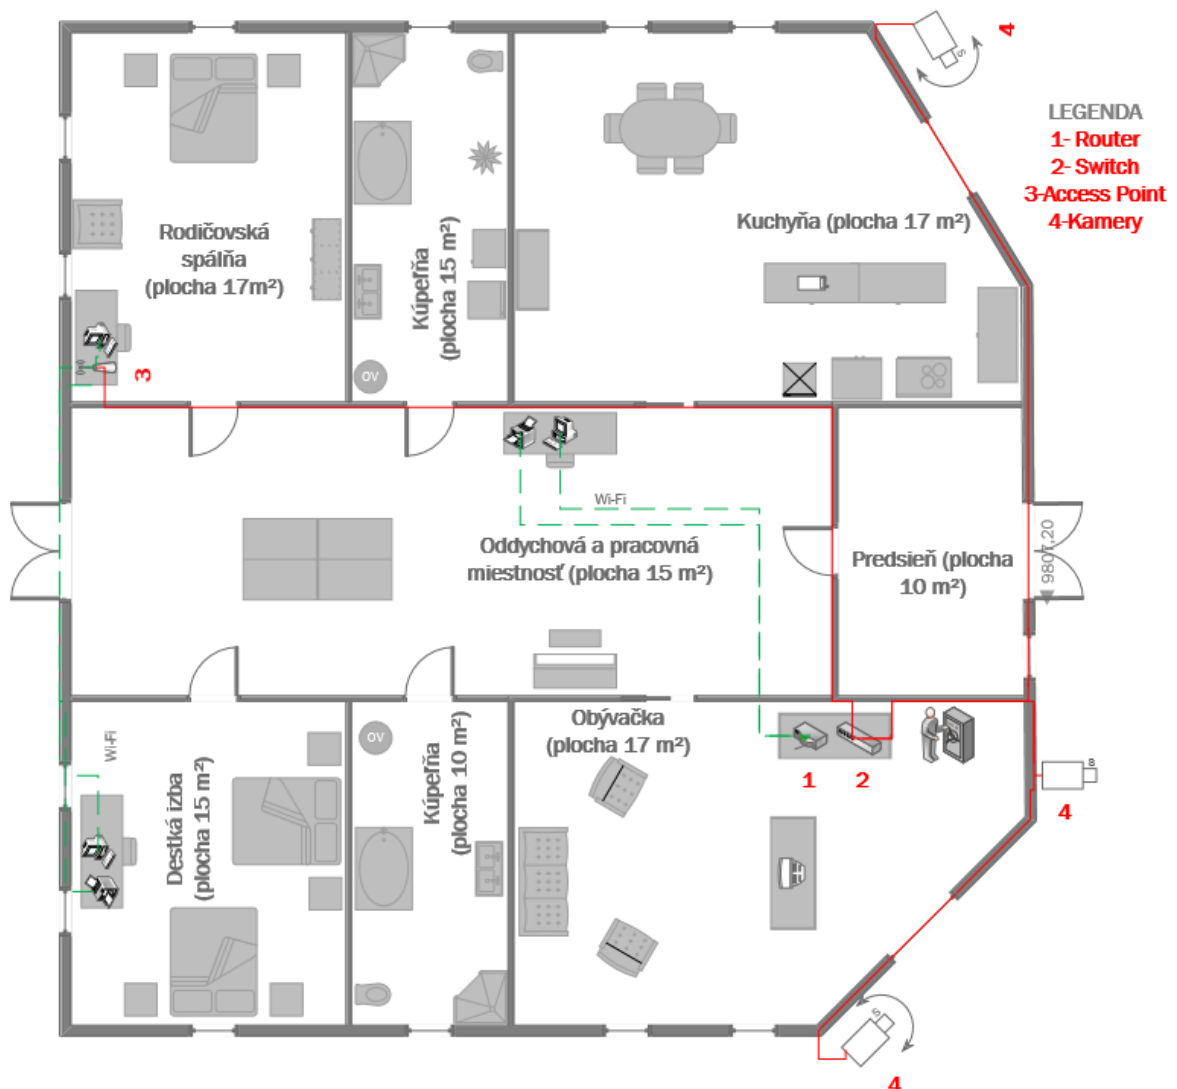 4
S
LEGENDA
1- Router
2- Switch
3-Access Point
4-Kamery
Rodičovská
spálňa
(plocha 17m²)
Kúpeľňa
(plocha 15 m²)
Kuchyňa (plocha 17 m²)
OV
3
Wi-Fi
Oddychová a pracovná
miestnosť (plocha 15 m²)
Predsieň (plocha
10 m²)
9807,20
Wi-Fi
Destká izba
(plocha 15 m²)
OV
Kúpeľňa
(plocha 10 m²)
Obývačka
(plocha 17 m²)
1
2
S
4
S
4